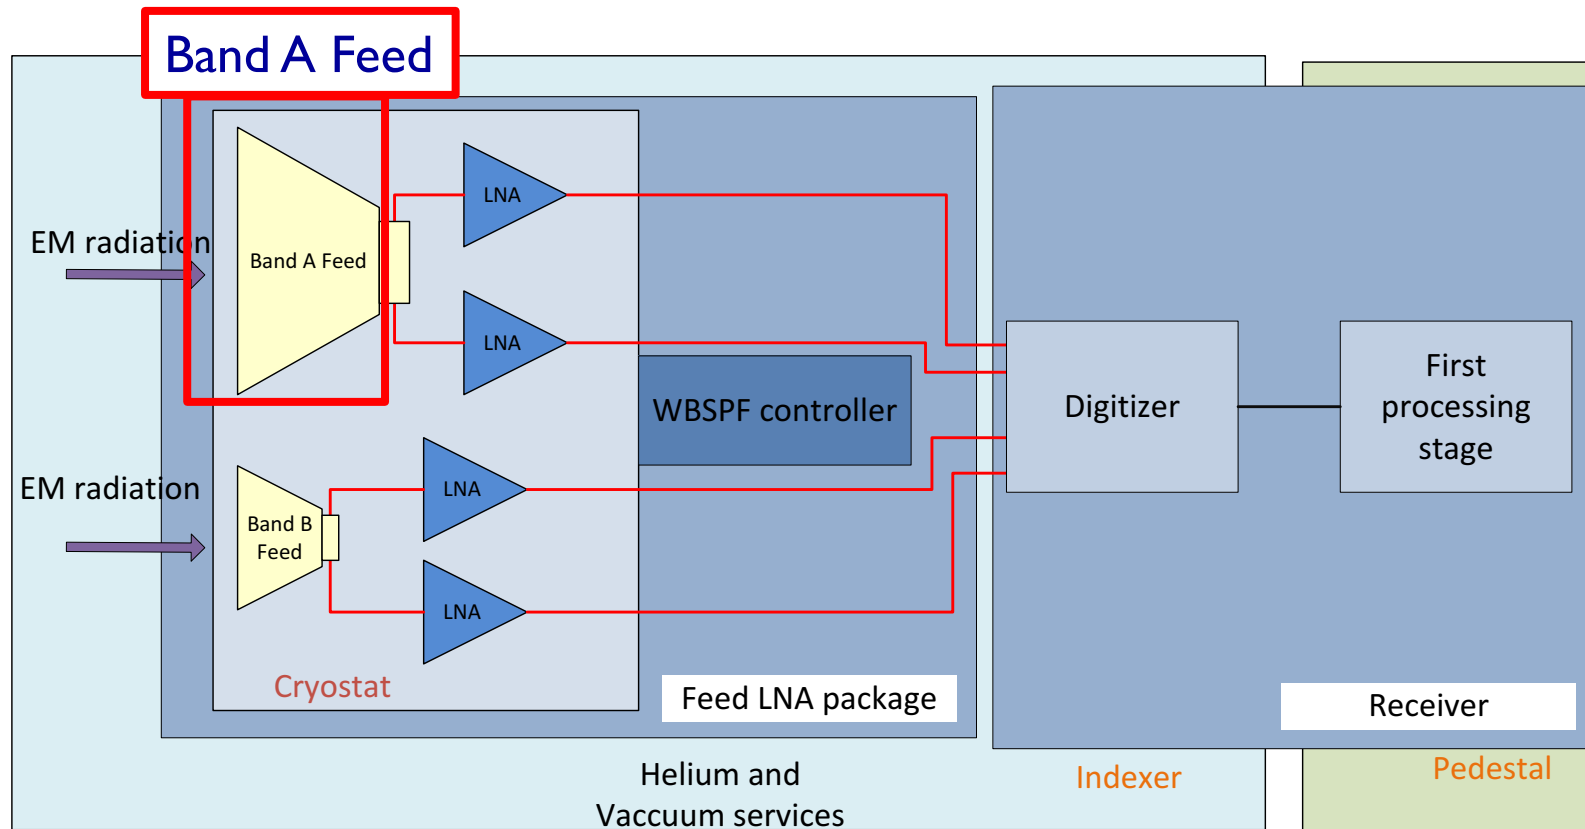 Band A Feed
EM radiation
Band A Feed
LNA
LNA
WBSPF controller
Digitizer
First
processing
stage
EM radiation
Band B
Feed
LNA
LNA
Cryostat
Feed LNA package
Receiver
Helium and
Vaccuum services
Indexer
Pedestal